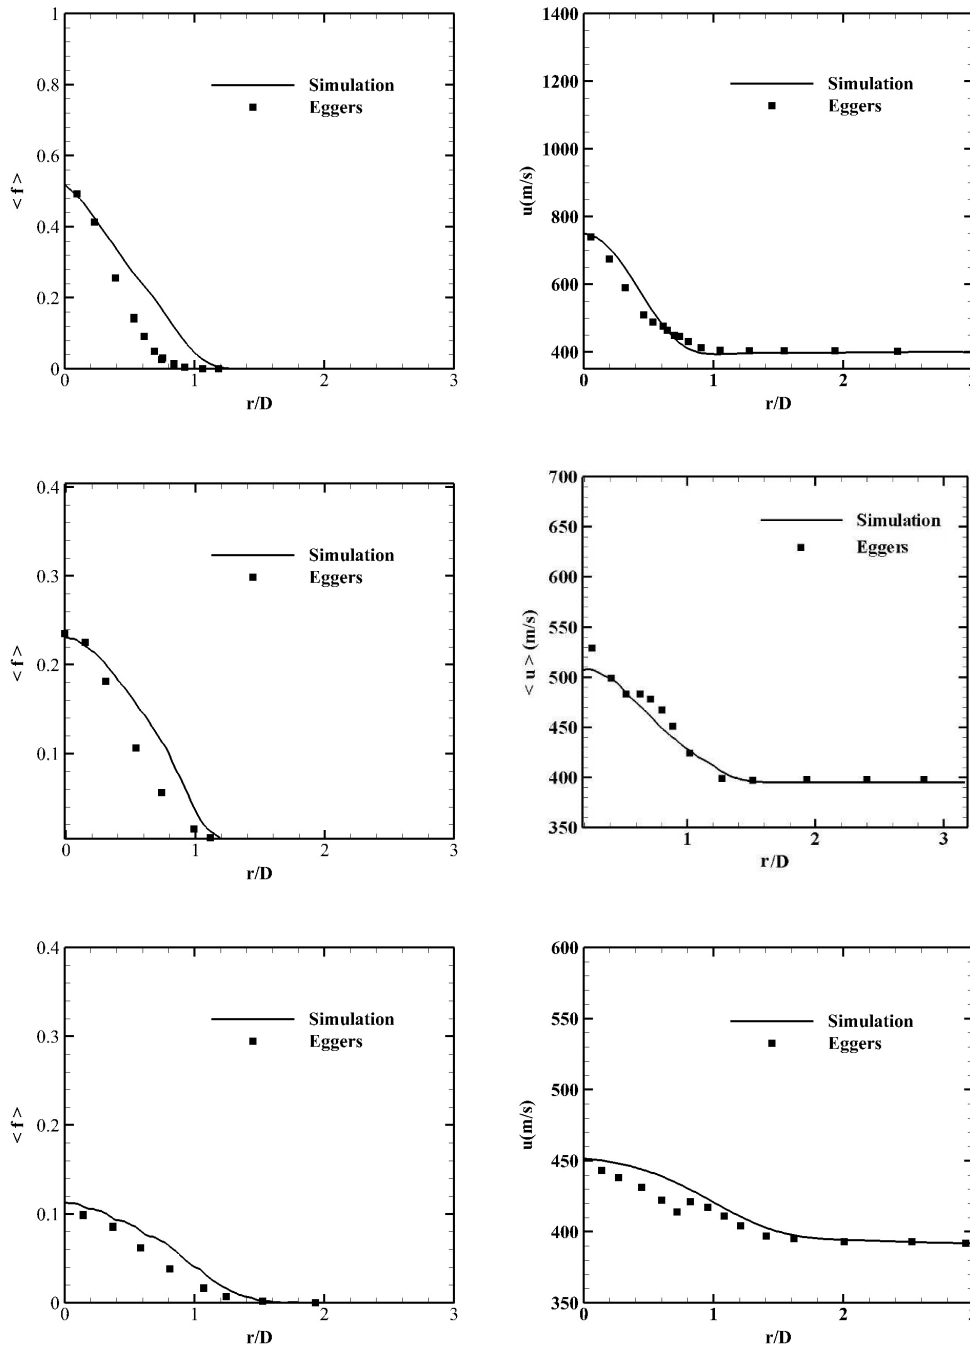 1
0.8
0.6
0.4
0.2
0
< f >
Simulation
Eggers
0 1 2 3
r/D
1400
1200
1000
800
600
400
u(m/s)
Simulation
Eggers
0 1 2 3
r/D
0.4
0.3
0.2
0.1
< f >
Simulation
Eggers
0 1 2 3
r/D
700
650
600
550
500
450
400
350
< u > (m/s)
Simulation
Eggers
1 2 3
r/D
0.4
0.3
0.2
0.1
0
< f >
Simulation
Eggers
0 1 2 3
r/D
600
550
500
450
400
350
u(m/s)
Simulation
Eggers
0 1 2 3
r/D